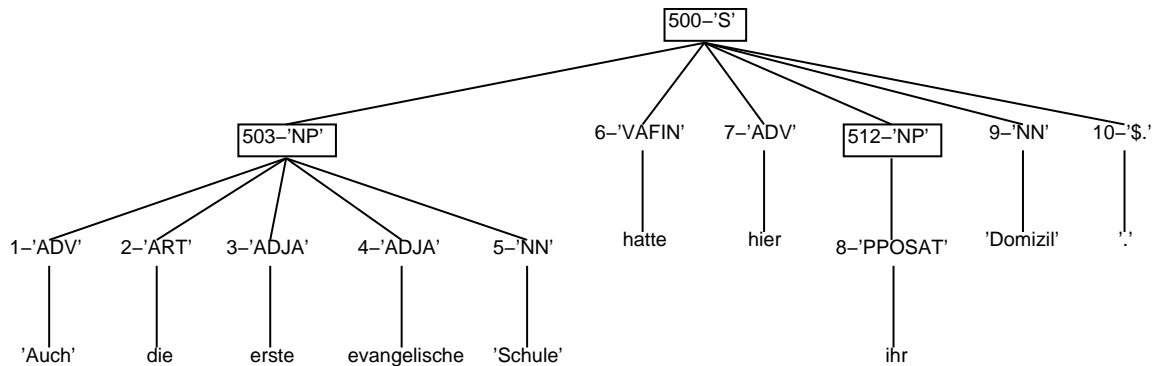 500–’S’
503–’NP’ 6–’VAFIN’ 7–’ADV’ 512–’NP’ 9–’NN’ 10–’$.’
1–’ADV’ 2–’ART’ 3–’ADJA’ 4–’ADJA’ 5–’NN’ hatte hier 8–’PPOSAT’ ’Domizil’ ’.’
’Auch’ die erste evangelische ’Schule’ ihr